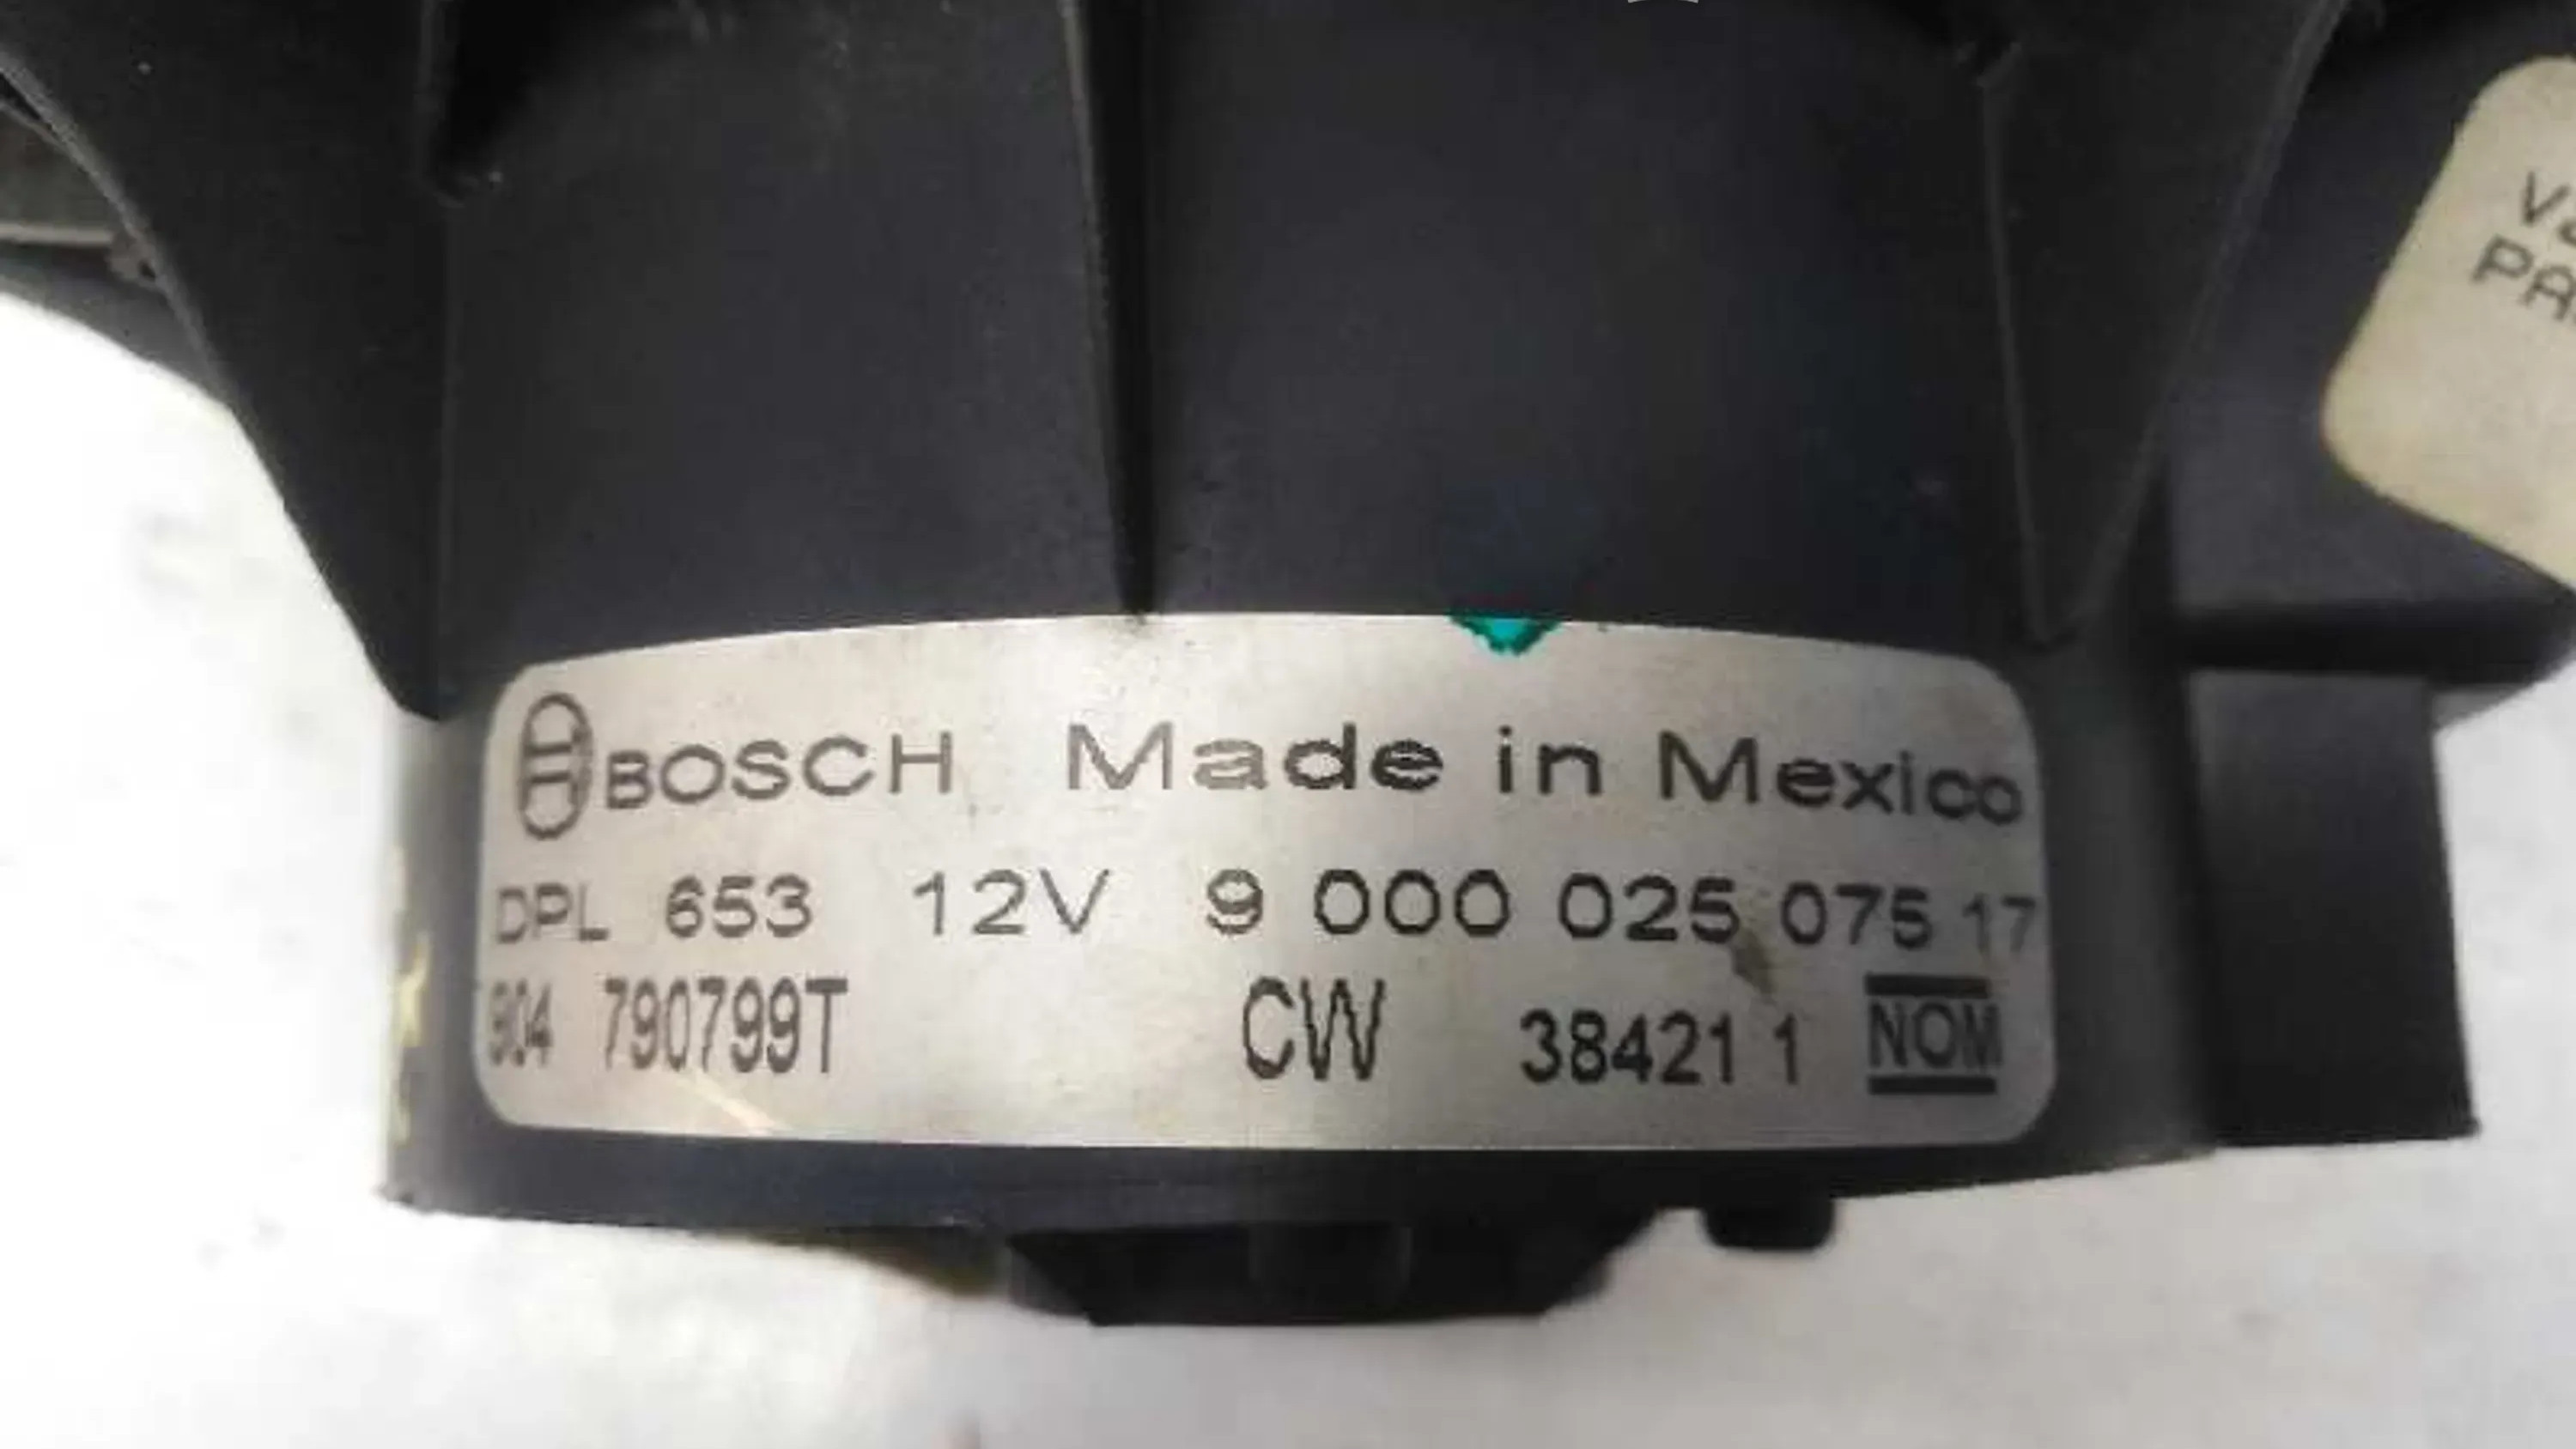 BOSCH Made in Mexico
DPL 653 12V 9 000 025 075 17
904 790799T CW 38421 1 NOM